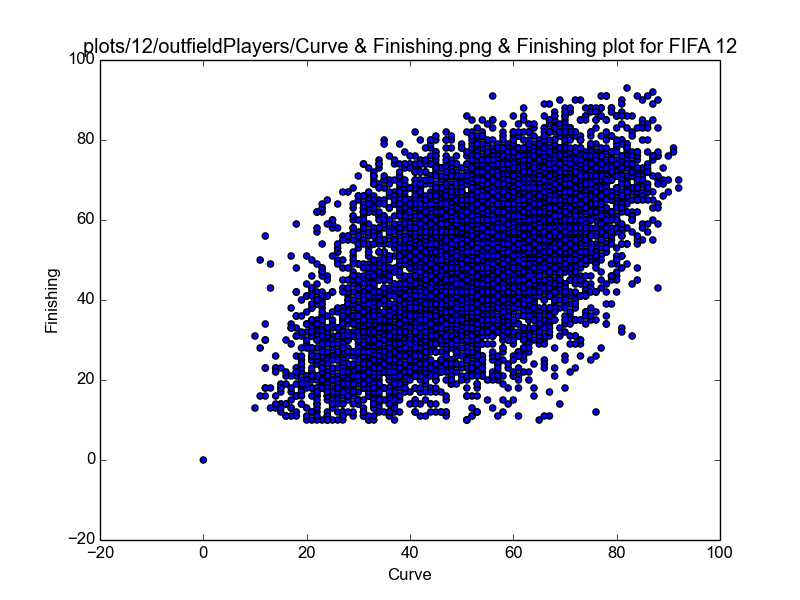 plots/12/outfieldPlayers/Curve & Finishing.png & Finishing plot for FIFA 12
100
80
60
40
20
0
−20
Finishing
−20 0 20 40 60 80 100
Curve